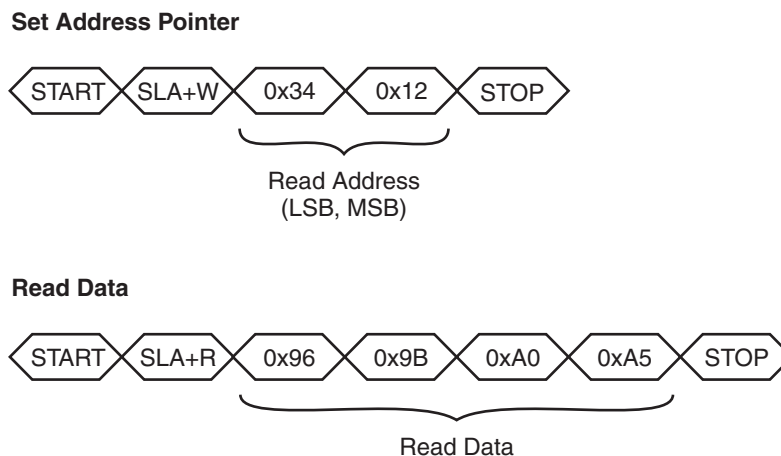 Set Address Pointer
START SLA+W 0x34 0x12 STOP
Read Address
(LSB, MSB)
Read Data
START SLA+R 0x96 0x9B 0xA0 0xA5 STOP
Read Data